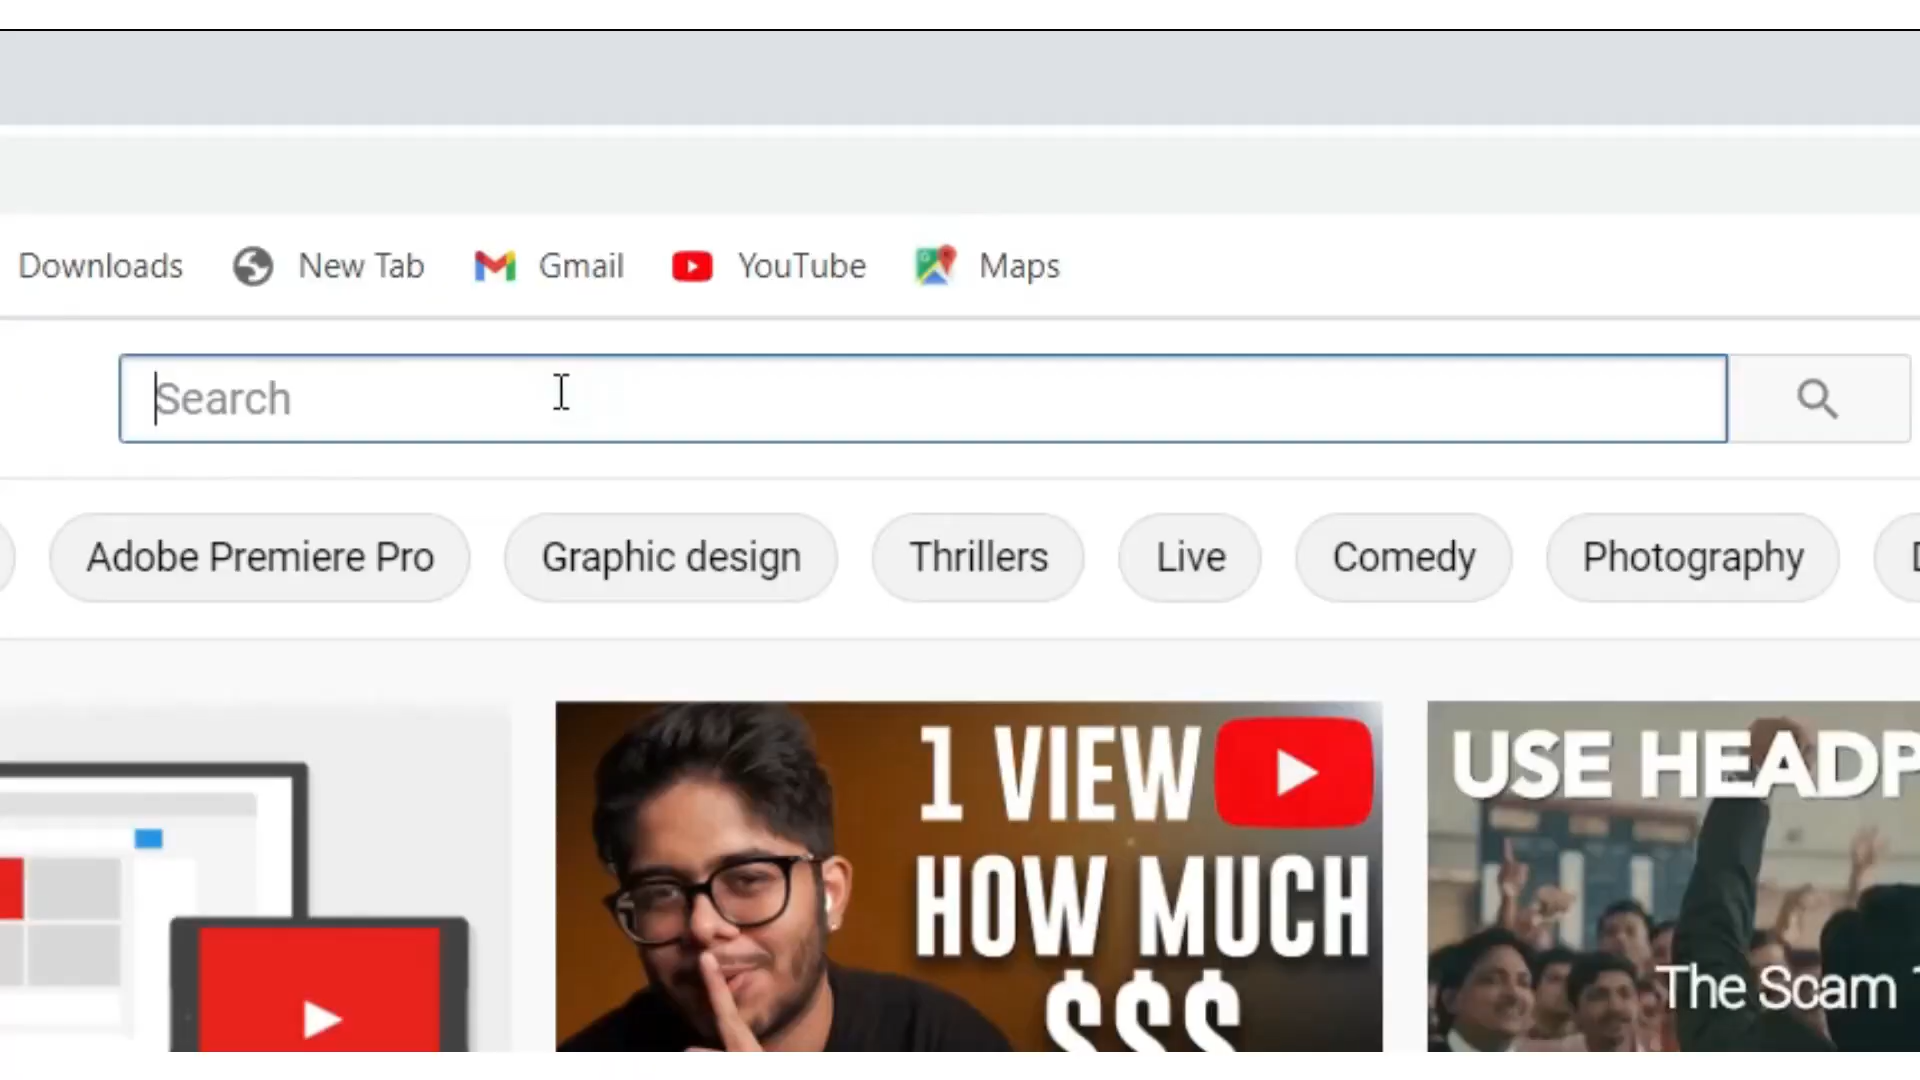 Downloads New Tab Gmail YouTube Maps
Search
Adobe Premiere Pro Graphic design Thrillers Live Comedy Photography
1 VIEW
HOW MUCH
$$$
USE HEADP
The Scam